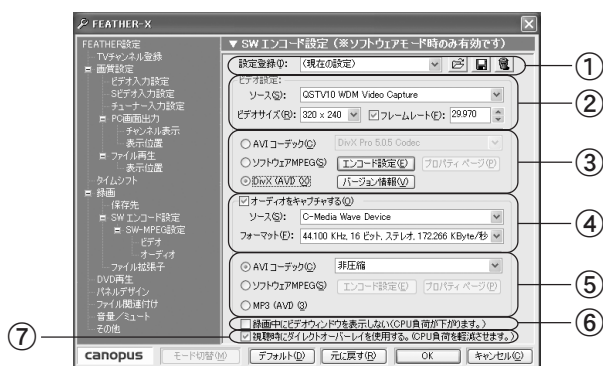 FEATHER-X
FEATHER設定
TVチャンネル登録
画質設定
ビデオ入力設定
Sビデオ入力設定
チューナー入力設定
PC画面出力
チャンネル表示
表示位置
ファイル再生
表示位置
タイムシフト
録画
保存先
SW エンコード設定
SW-MPEG設定
ビデオ
オーディオ
ファイル拡張子
DVD再生
パネルデザイン
ファイル関連付け
音量/ミュート
その他
▼ SW エンコード設定 (※ソフトウェアモード時のみ有効です)
設定登録(I): (現在の設定)
①
ビデオ設定:
ソース(S): QSTV10 WDM Video Capture
ビデオサイズ(R): 320 x 240 フレームレート(F): 29.970
②
AVI コーデック(C) DivX Pro 5.0.5 Codec
ソフトウェアMPEG(S) エンコード設定(E) プロパティ ページ(P)
DivX (AVI) (X) バージョン情報(V)
③
オーディオをキャプチャする(O)
ソース(S): C-Media Wave Device
フォーマット(F): 44.100 KHz, 16 ビット, ステレオ, 172.266 KByte/秒
④
AVI コーデック(C) 非圧縮
ソフトウェアMPEG(S) エンコード設定(E) プロパティ ページ(P)
MP3 (AVI) (3)
⑤
録画中にビデオウィンドウを表示しない(CPU負荷が下がります。)
⑥
⑦
視聴時にダイレクトオーバーレイを使用する。(CPU負荷を軽減させます。)
canopus モード切替(M) デフォルト(D) 元に戻す(R) OK キャンセル(C)